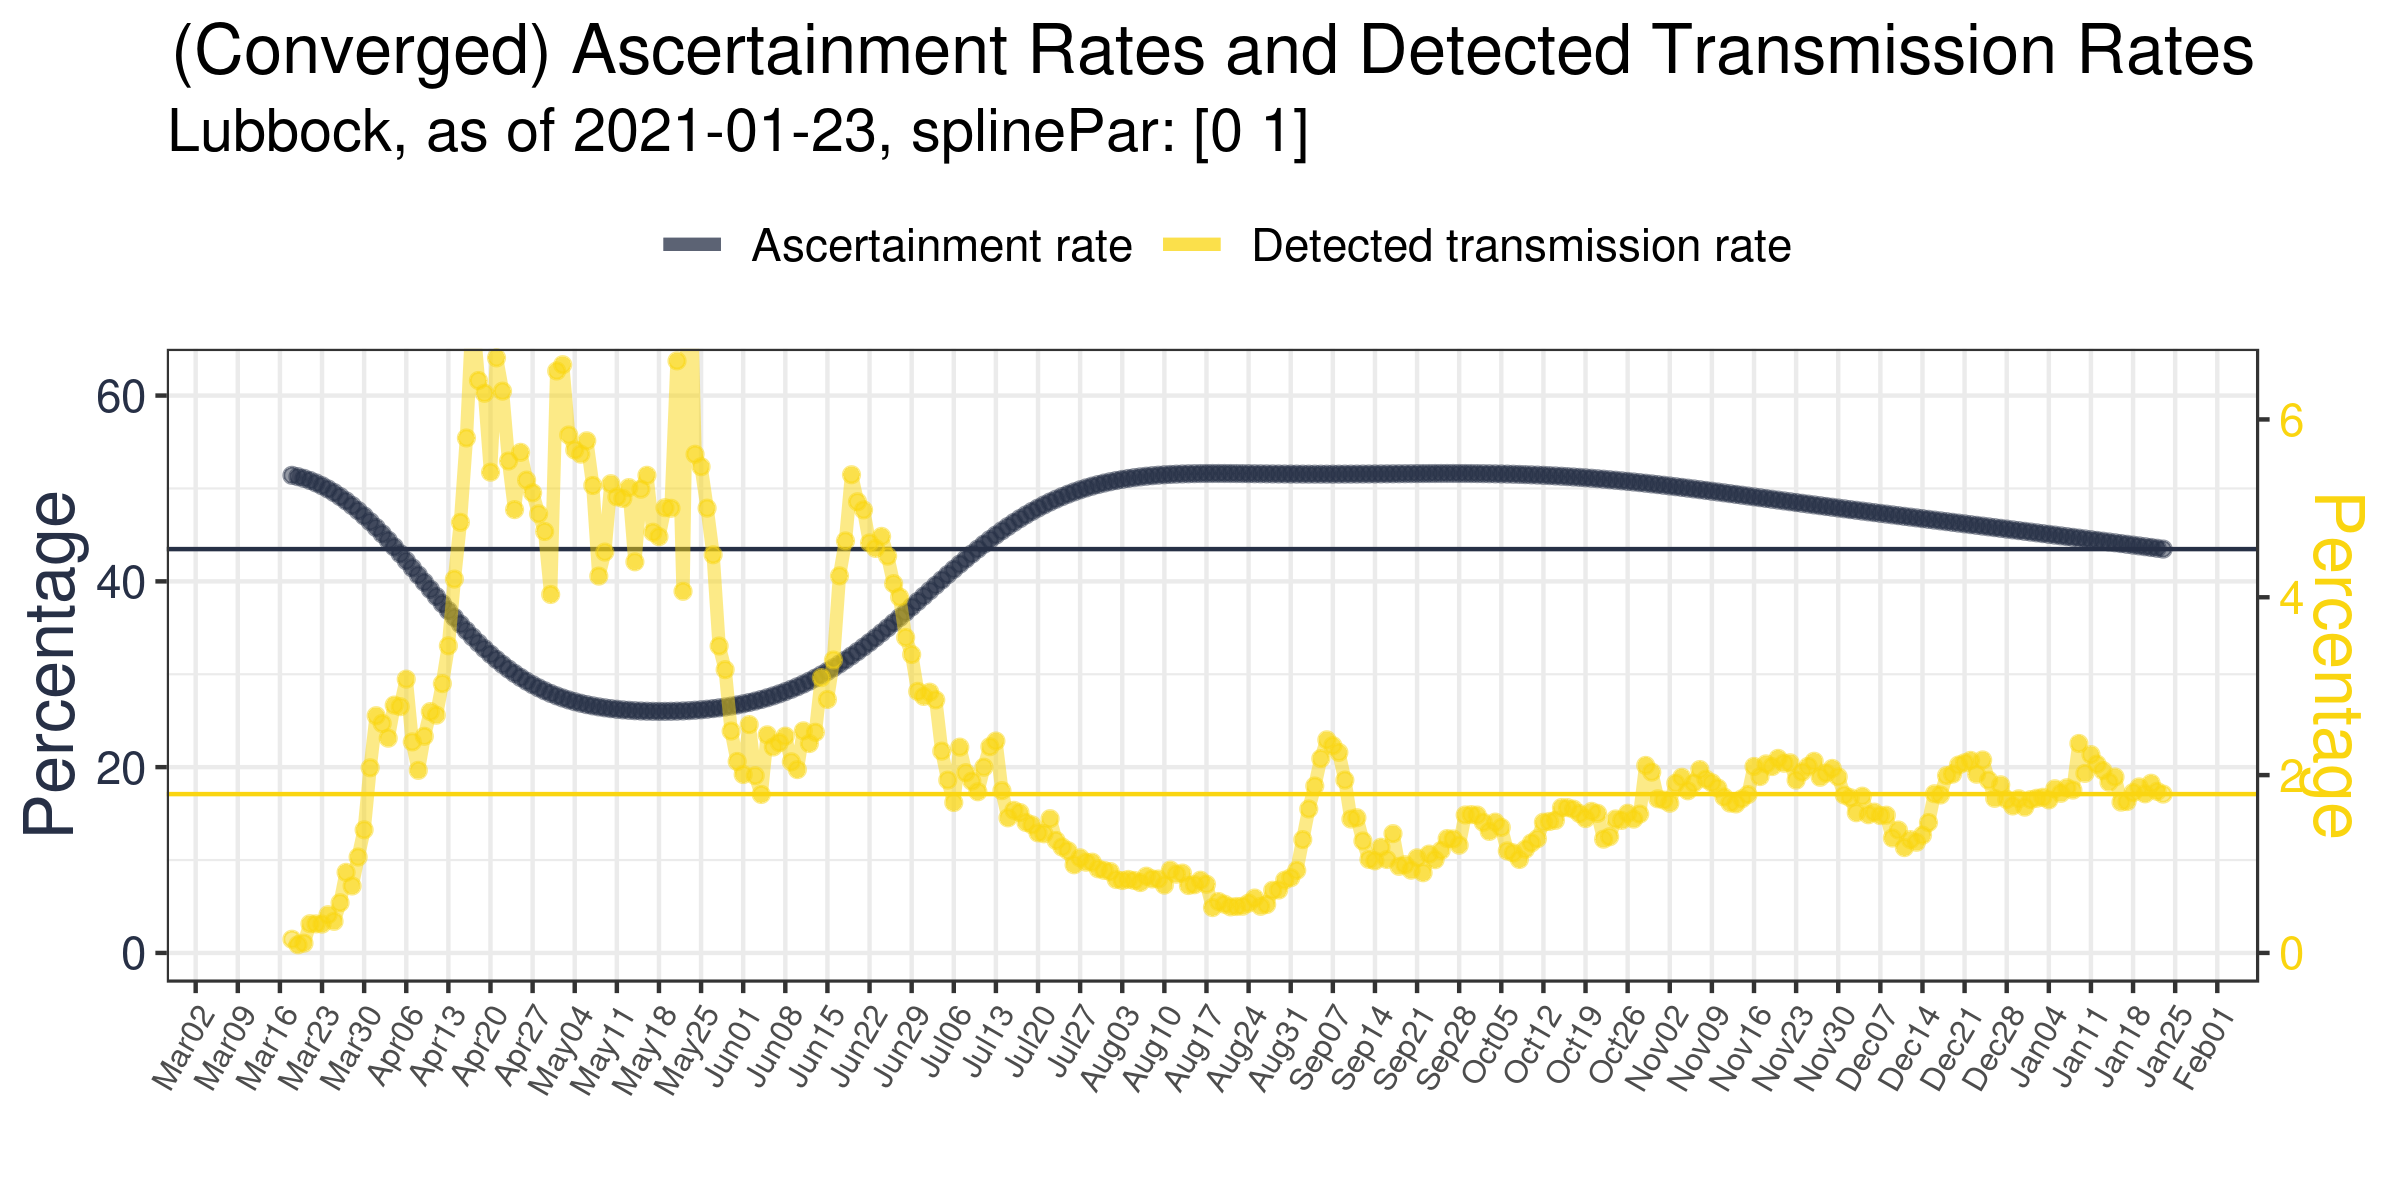 (Converged) Ascertainment Rates and Detected Transmission Rates
Lubbock, as of 2021-01-23, splinePar: [0 1]
Ascertainment rate Detected transmission rate
Percentage
60
40
20
0
6
4
2
0
Percentage
Mar02 Mar09 Mar16 Mar23 Mar30 Apr06 Apr13 Apr20 Apr27 May04 May11 May18 May25 Jun01 Jun08 Jun15 Jun22 Jun29 Jul06 Jul13 Jul20 Jul27 Aug03 Aug10 Aug17 Aug24 Aug31 Sep07 Sep14 Sep21 Sep28 Oct05 Oct12 Oct19 Oct26 Nov02 Nov09 Nov16 Nov23 Nov30 Dec07 Dec14 Dec21 Dec28 Jan04 Jan11 Jan18 Jan25 Feb01